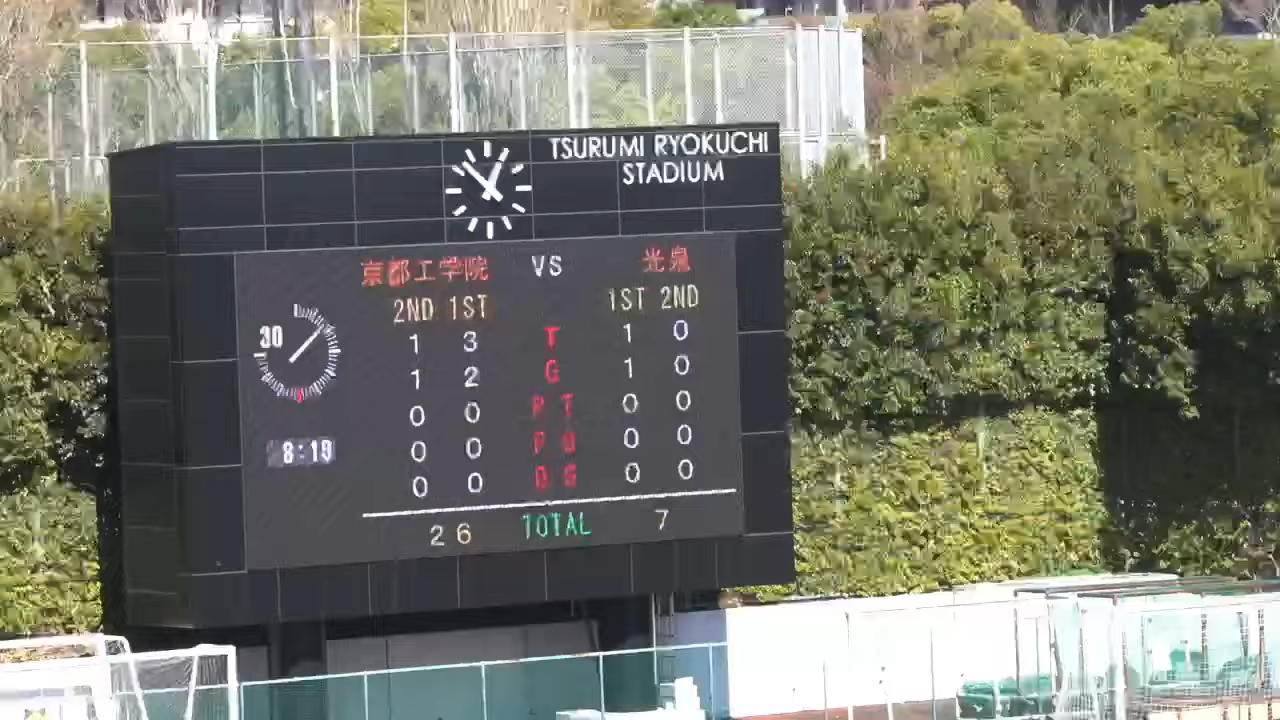 TSURUMI RYOKUCHI
STADIUM
京都工学院 VS 光泉
2ND 1ST 1ST 2ND
30
1 3 T 1 0
1 2 G 1 0
0 0 PT 0 0
0 0 0 0
8:19
0 0 DG 0 0
26 TOTAL 7